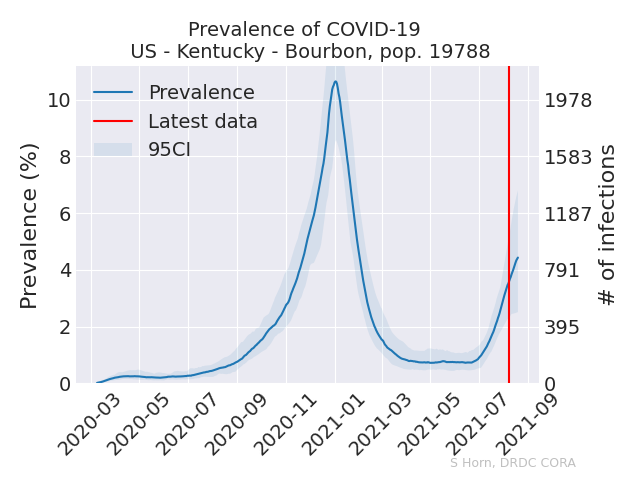 Prevalence of COVID-19
US - Kentucky - Bourbon, pop. 19788
Prevalence
Latest data
95CI
Prevalence (%)
10
8
6
4
2
0
1978
1583
1187
791
395
0
# of infections
2020-03
2020-05
2020-07
2020-09
2020-11
2021-01
2021-03
2021-05
2021-07
2021-09
S Horn, DRDC CORA